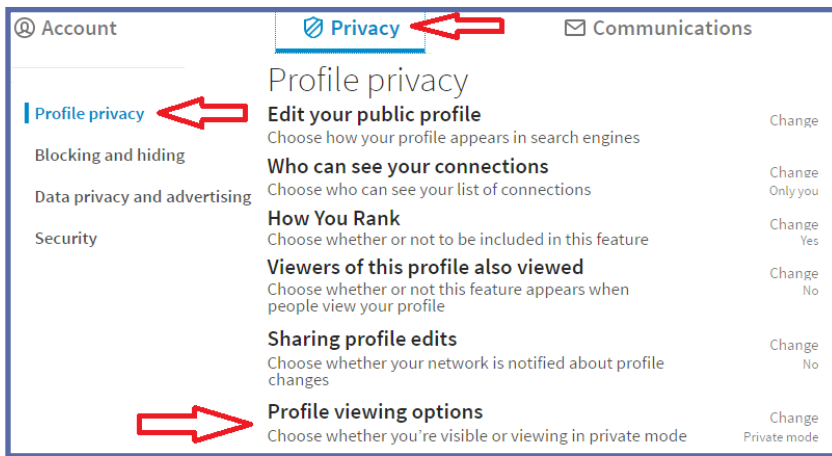 Account
Privacy
Communications
Profile privacy
Blocking and hiding
Data privacy and advertising
Security
Profile privacy
Edit your public profile
Change
Choose how your profile appears in search engines
Who can see your connections
Change
Choose who can see your list of connections
Only you
How You Rank
Change
Choose whether or not to be included in this feature
Yes
Viewers of this profile also viewed
Change
Choose whether or not this feature appears when
No
people view your profile
Sharing profile edits
Change
Choose whether your network is notified about profile
No
changes
Profile viewing options
Change
Choose whether you're visible or viewing in private mode
Private mode